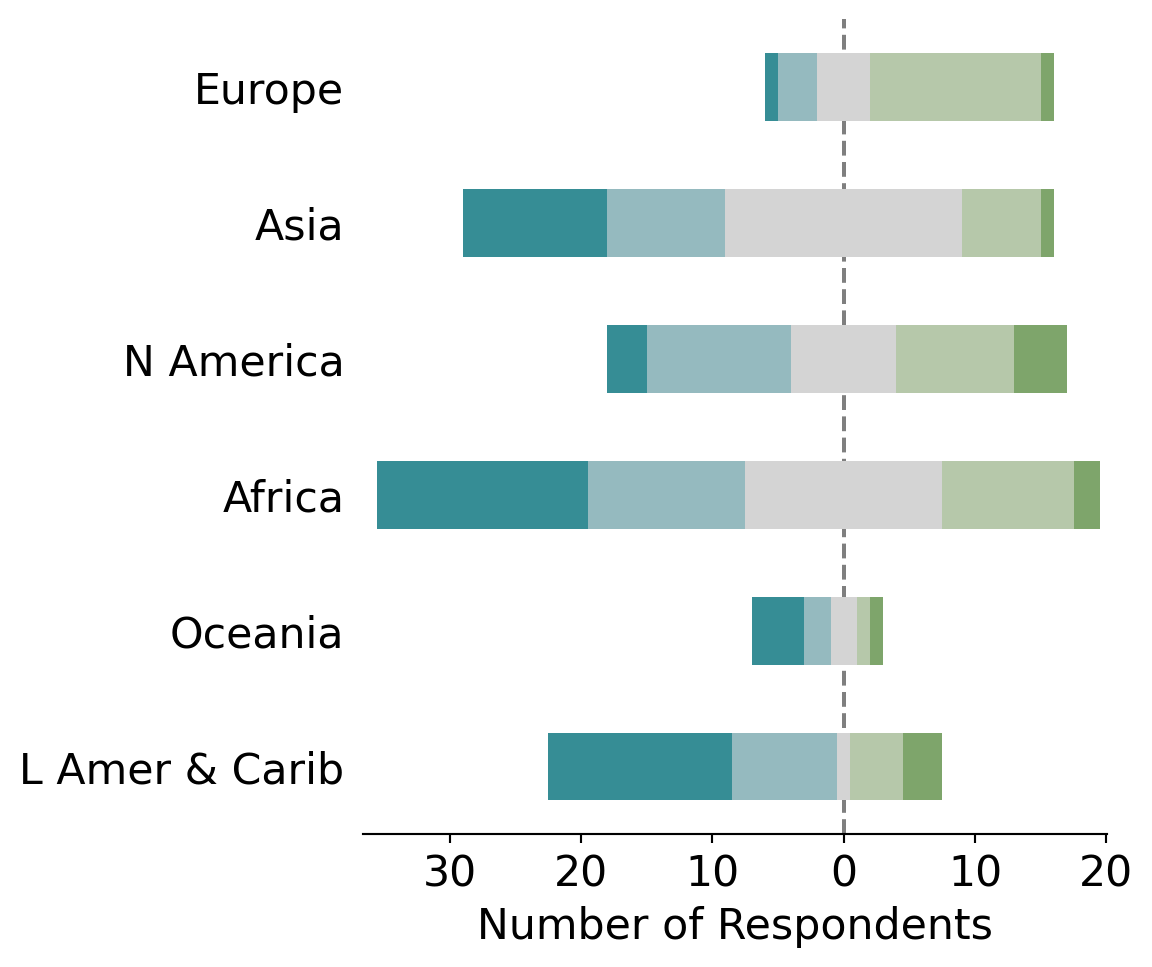 Europe
Asia
N America
Africa
Oceania
L Amer & Carib
30 20 10 0 10 20
Number of Respondents